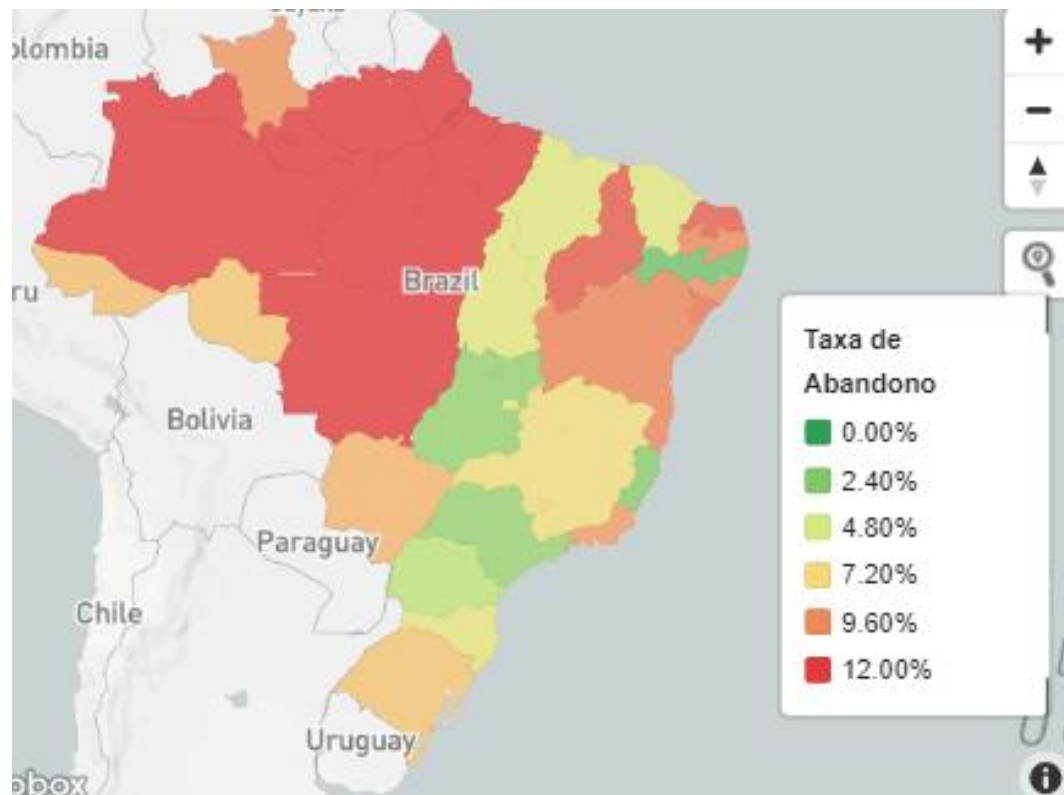 olombia
Brazil
ru
Bolivia
Paraguay
Chile
Uruguay
obox
Taxa de
Abandono
0.00%
2.40%
4.80%
7.20%
9.60%
12.00%